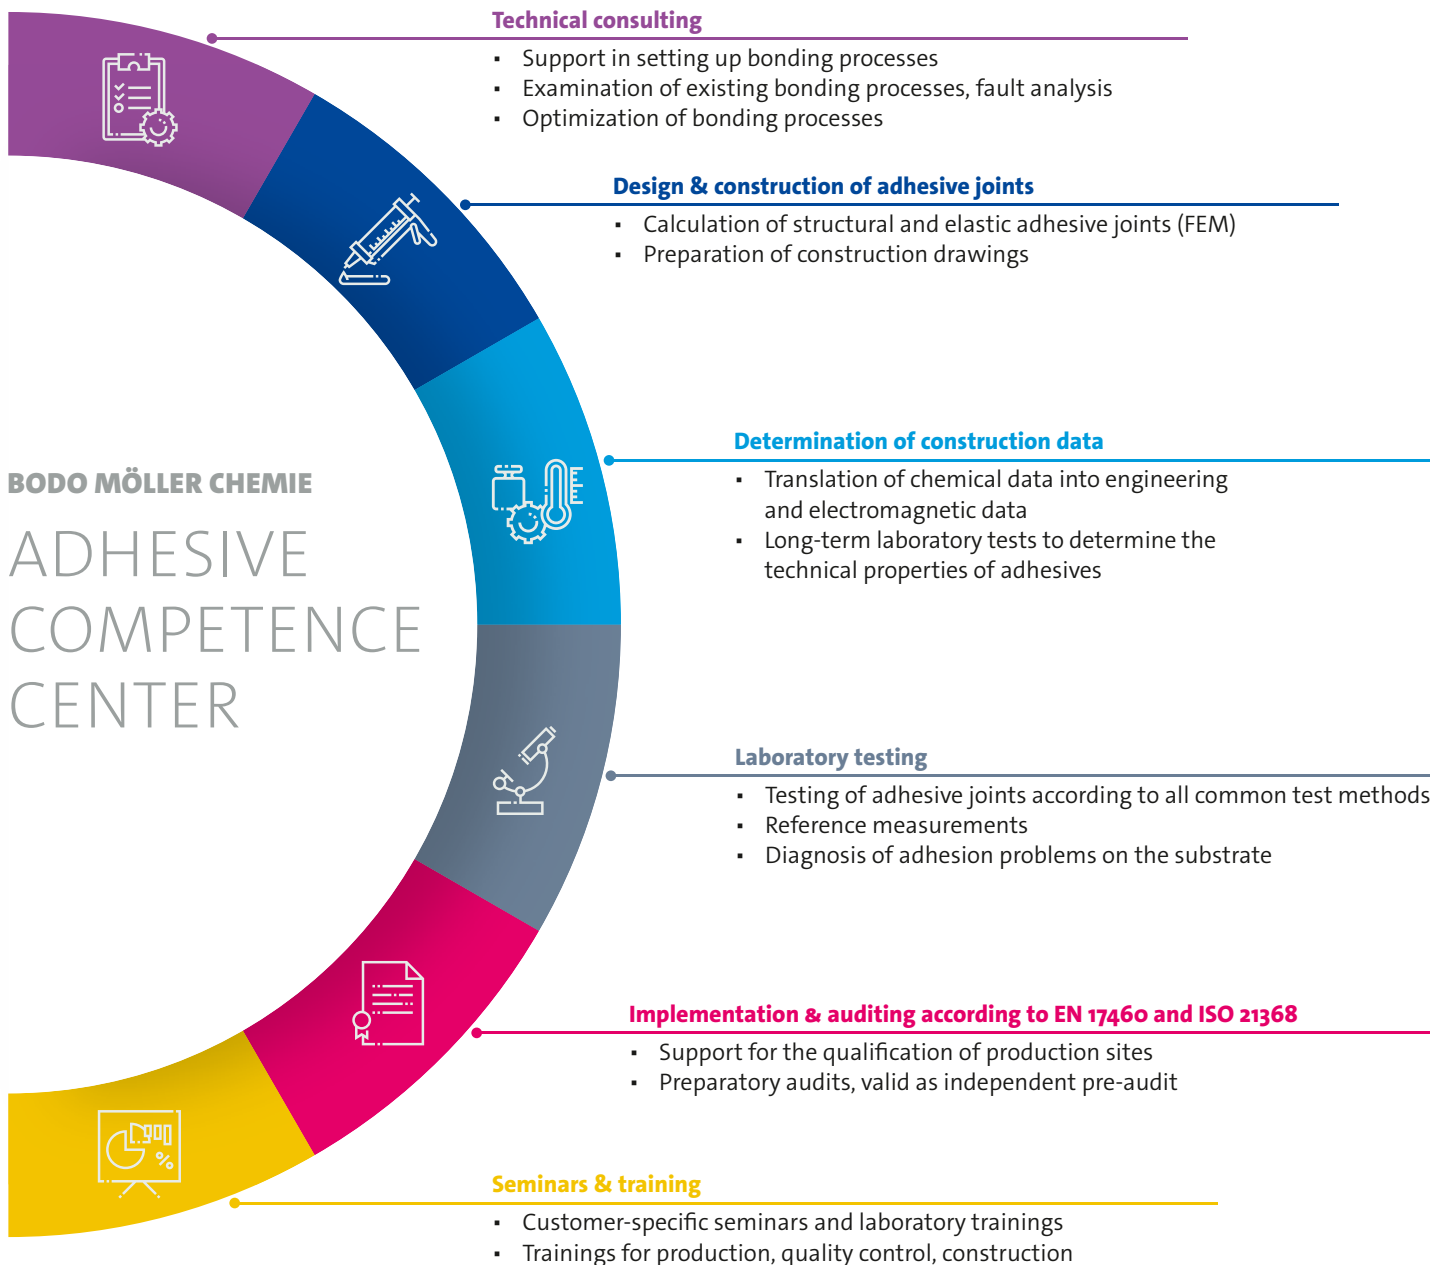 Technical consulting
▪ Support in setting up bonding processes
▪ Examination of existing bonding processes, fault analysis
▪ Optimization of bonding processes
Design & construction of adhesive joints
▪ Calculation of structural and elastic adhesive joints (FEM)
▪ Preparation of construction drawings
Determination of construction data
▪ Translation of chemical data into engineering
and electromagnetic data
▪ Long-term laboratory tests to determine the
technical properties of adhesives
BODO MÖLLER CHEMIE
ADHESIVE
COMPETENCE
CENTER
Laboratory testing
▪ Testing of adhesive joints according to all common test methods
▪ Reference measurements
▪ Diagnosis of adhesion problems on the substrate
Implementation & auditing according to EN 17460 and ISO 21368
▪ Support for the qualification of production sites
▪ Preparatory audits, valid as independent pre-audit
%
Seminars & training
▪ Customer-specific seminars and laboratory trainings
▪ Trainings for production, quality control, construction